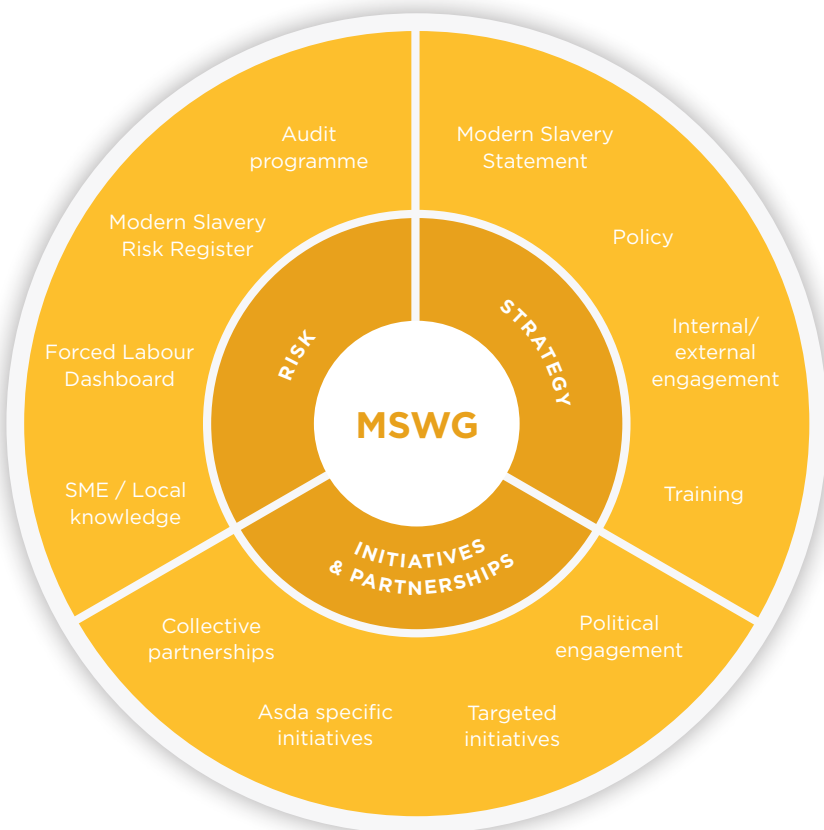 Audit
programme
Modern Slavery
Risk Register
Forced Labour
Dashboard
SME / Local
knowledge
RISK
Modern Slavery
Statement
Policy
Internal/
external
engagement
Training
STRATEGY
MSWG
INITIATIVES
& PARTNERSHIPS
Collective
partnerships
Asda specific
initiatives
Targeted
initiatives
Political
engagement